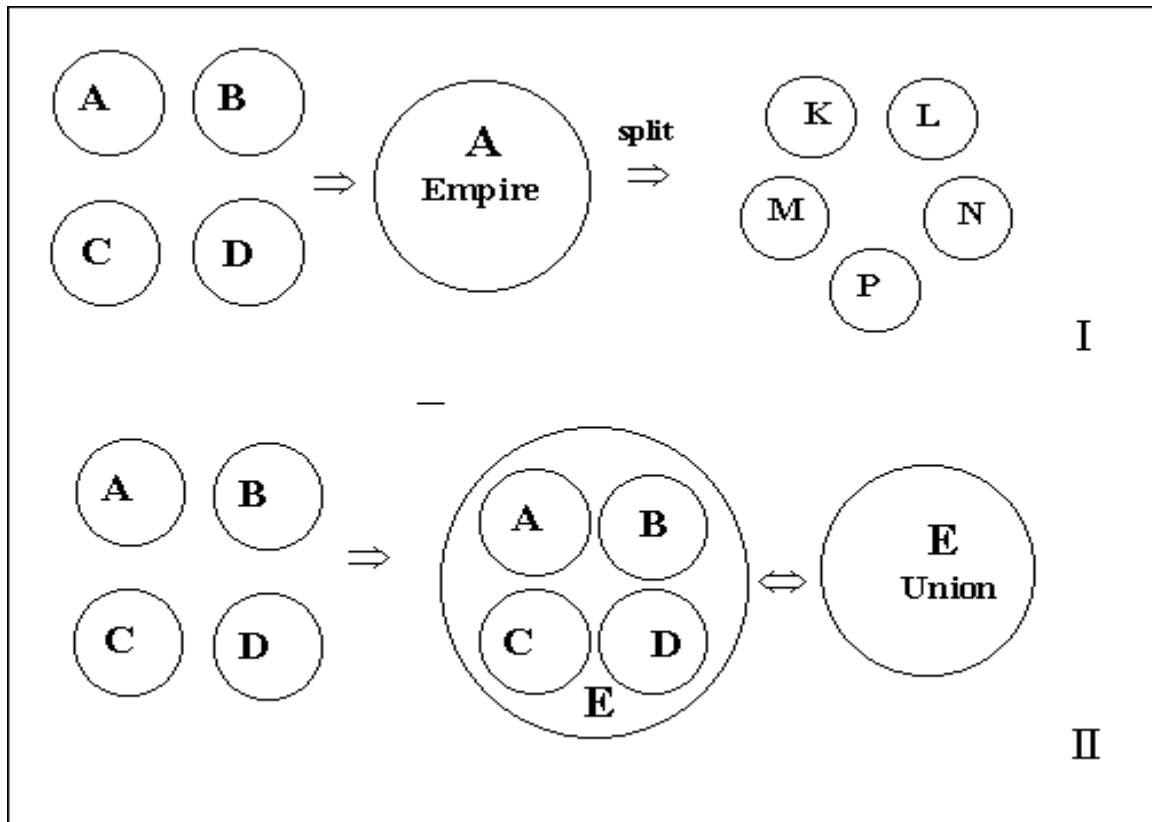 A B
C D
A
Empire
split
K L
M N
P
I
A B
C D
A B
C D
E
E
Union
II